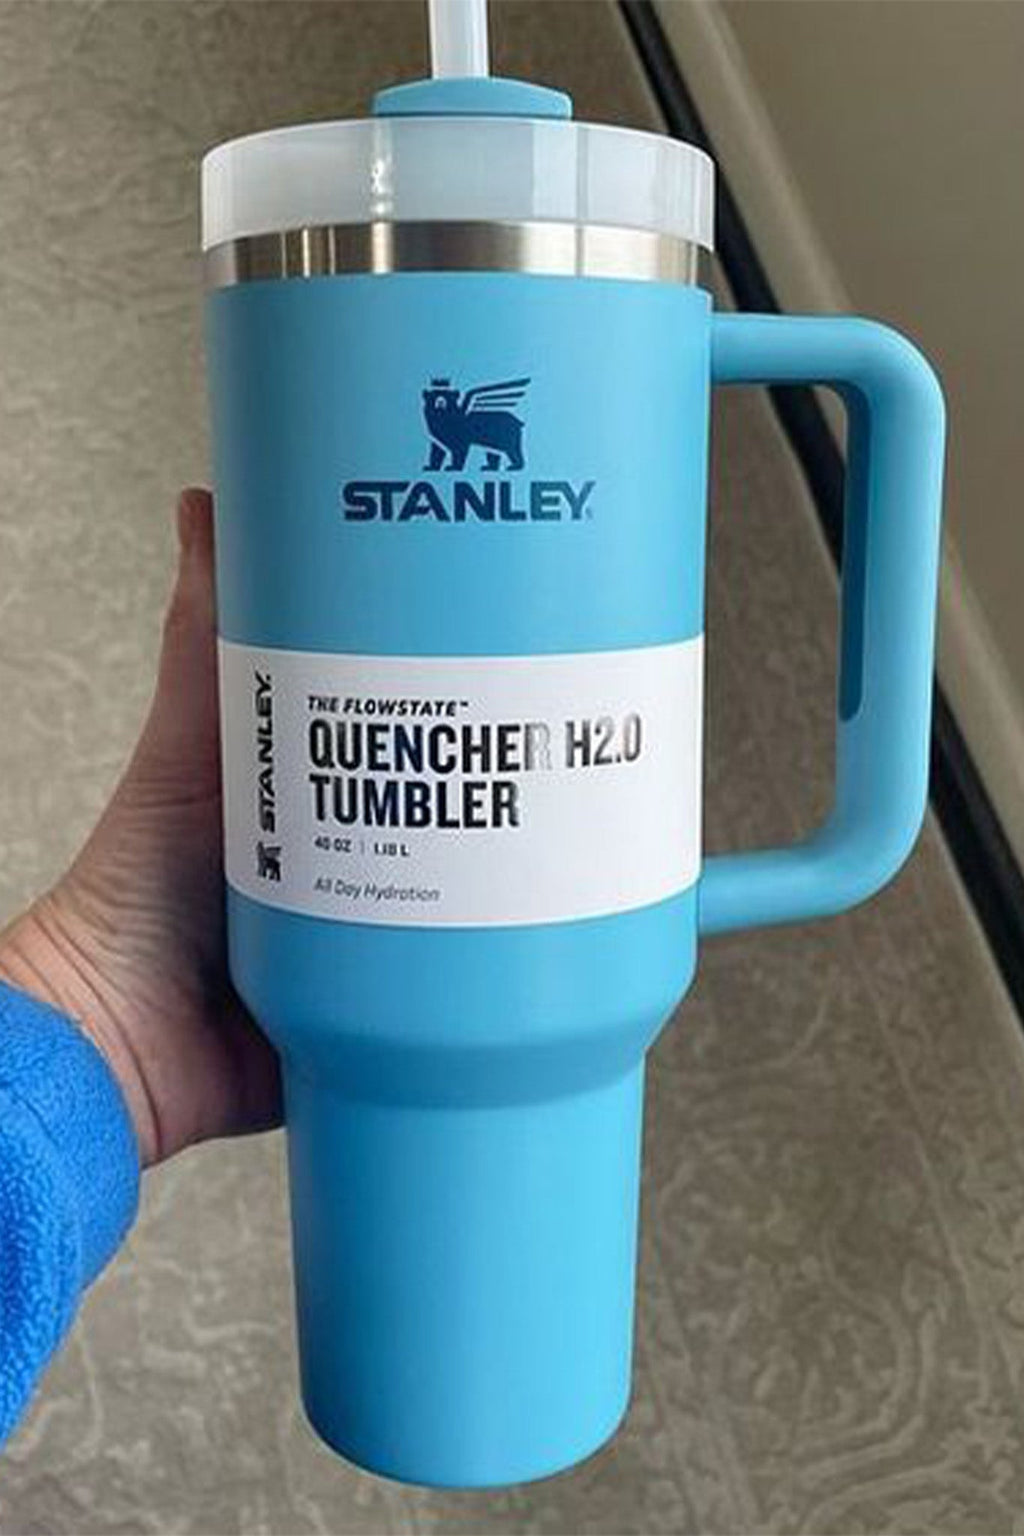 STANLEY®
STANLEY.
THE FLOWSTATE™
QUENCHER H2.0
TUMBLER
40 OZ | 1.18 L
All Day Hydration